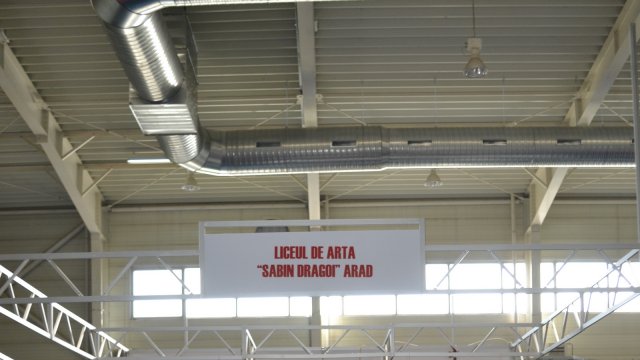 LICEUL DE ARTA
“SABIN DRAGOI” ARAD